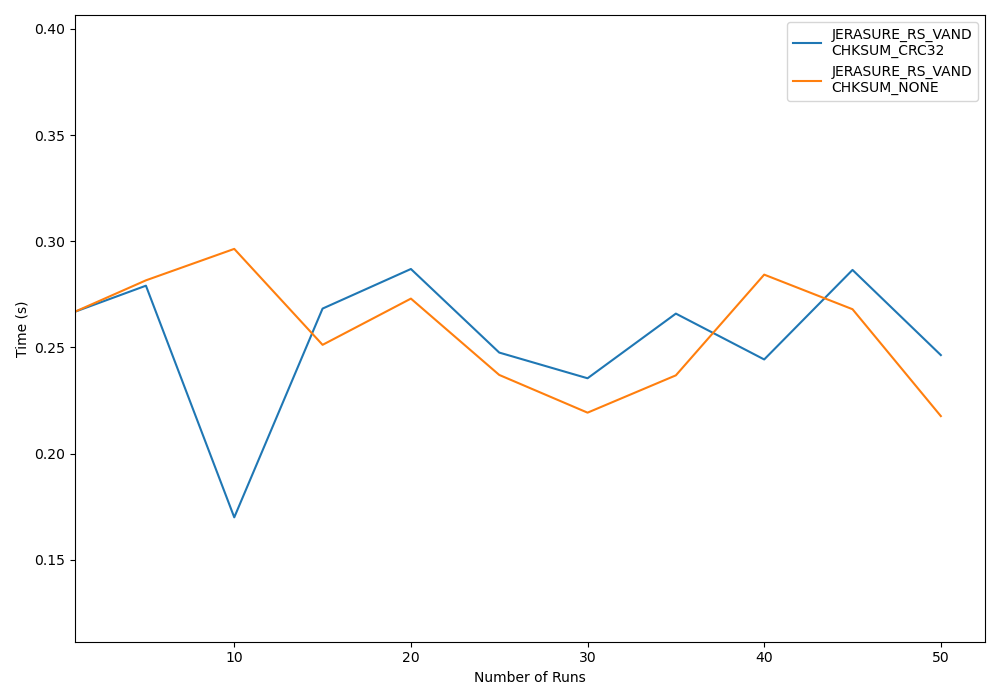 0.40
0.35
0.30
0.25
0.20
0.15
Time (s)
10 20 30 40 50
Number of Runs
JERASURE_RS_VAND
CHKSUM_CRC32
JERASURE_RS_VAND
CHKSUM_NONE